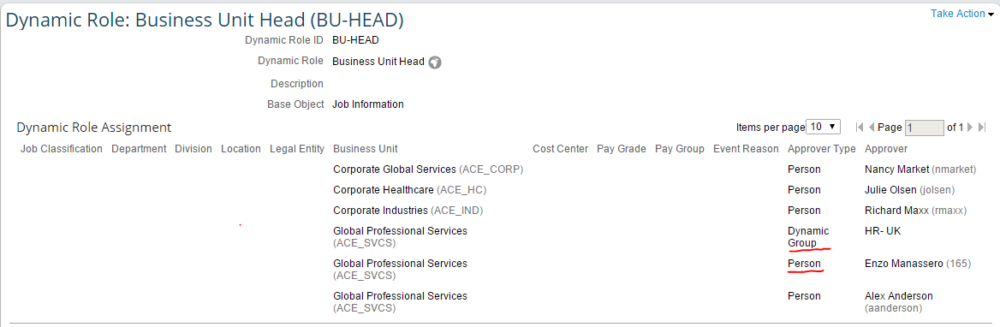 Dynamic Role: Business Unit Head (BU-HEAD)
Take Action
Dynamic Role ID BU-HEAD
Dynamic Role Business Unit Head
Description
Base Object Job Information
Dynamic Role Assignment
Items per page 10 Page 1 of 1
Job Classification Department Division Location Legal Entity Business Unit Cost Center Pay Grade Pay Group Event Reason Approver Type Approver
Corporate Global Services (ACE_CORP) Person Nancy Market (nmarket)
Corporate Healthcare (ACE_HC) Person Julie Olsen (jolsen)
Corporate Industries (ACE_IND) Person Richard Maxx (rmaxx)
Global Professional Services Dynamic HR- UK
(ACE_SVCS) Group
Global Professional Services Person Enzo Manassero (165)
(ACE_SVCS)
Global Professional Services Person Alex Anderson
(ACE_SVCS) (aanderson)